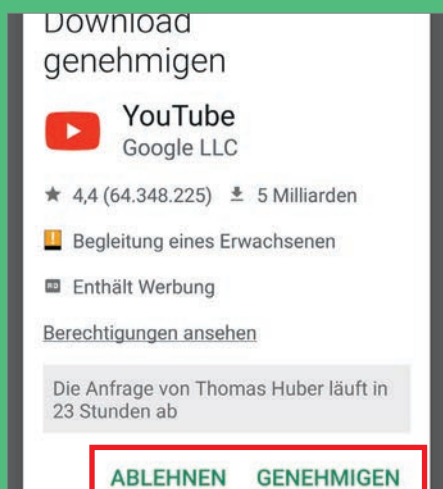 Download
genehmigen
YouTube
Google LLC
4,4 (64.348.225) 5 Milliarden
Begleitung eines Erwachsenen
Enthält Werbung
Berechtigungen ansehen
Die Anfrage von Thomas Huber läuft in
23 Stunden ab
ABLEHNEN GENEHMIGEN